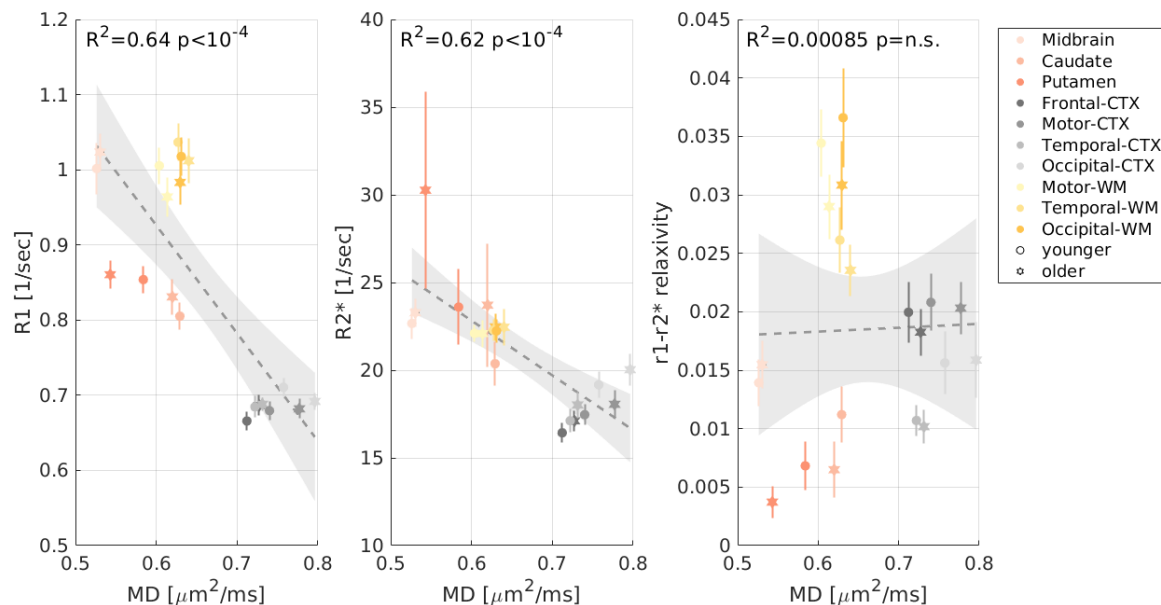 R²=0.64 p<10⁻⁴
1.2
1.1
1
0.9
0.8
0.7
0.6
0.5
R1 [1/sec]
0.5 0.6 0.7 0.8
MD [μm²/ms]
R²=0.62 p<10⁻⁴
40
35
30
25
20
15
10
R2* [1/sec]
0.5 0.6 0.7 0.8
MD [μm²/ms]
R²=0.00085 p=n.s.
0.045
0.04
0.035
0.03
0.025
0.02
0.015
0.01
0.005
0
r1-r2* relaxivity
0.5 0.6 0.7 0.8
MD [μm²/ms]
Midbrain
Caudate
Putamen
Frontal-CTX
Motor-CTX
Temporal-CTX
Occipital-CTX
Motor-WM
Temporal-WM
Occipital-WM
younger
older